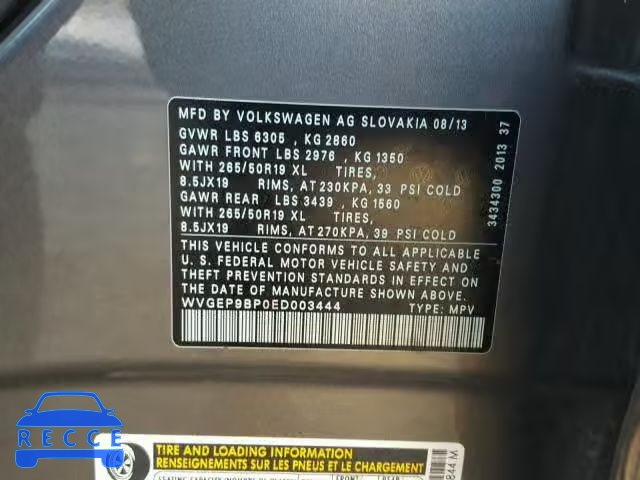 MFD BY VOLKSWAGEN AG SLOVAKIA 08/13
GVWR LBS 6305 , KG 2860
GAWR FRONT LBS 2976 , KG 1350
WITH 265/50R19 XL TIRES,
8.5JX19 RIMS, AT 230KPA, 33 PSI COLD
GAWR REAR LBS 3439 , KG 1560
WITH 265/50R19 XL TIRES,
8.5JX19 RIMS, AT 270KPA, 39 PSI COLD
THIS VEHICLE CONFORMS TO ALL APPLICABLE
U. S. FEDERAL MOTOR VEHICLE SAFETY AND
THEFT PREVENTION STANDARDS IN EFFECT ON
THE DATE OF MANUFACTURE SHOWN ABOVE.
WVGEP9BP0ED003444 TYPE: MPV
3434300 2013 37
TIRE AND LOADING INFORMATION
RENSEIGNEMENTS SUR LES PNEUS ET LE CHARGEMENT
RECCE